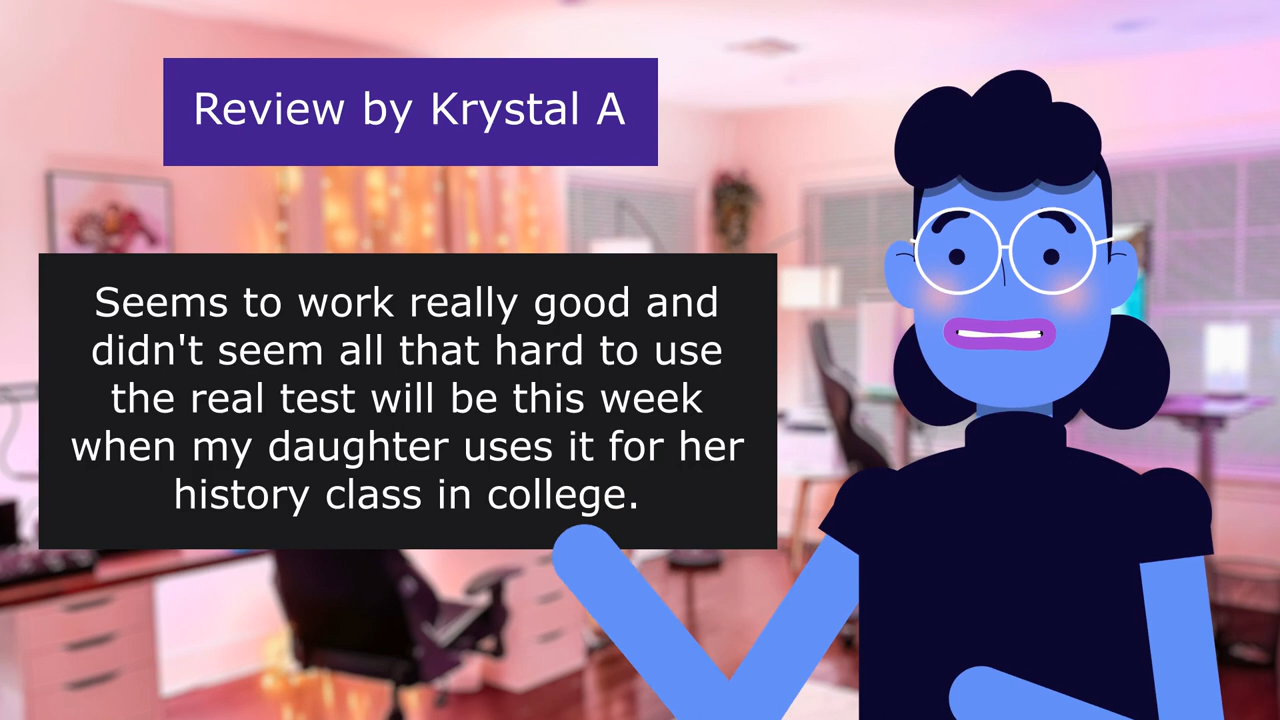 Review by Krystal A
Seems to work really good and
didn't seem all that hard to use
the real test will be this week
when my daughter uses it for her
history class in college.